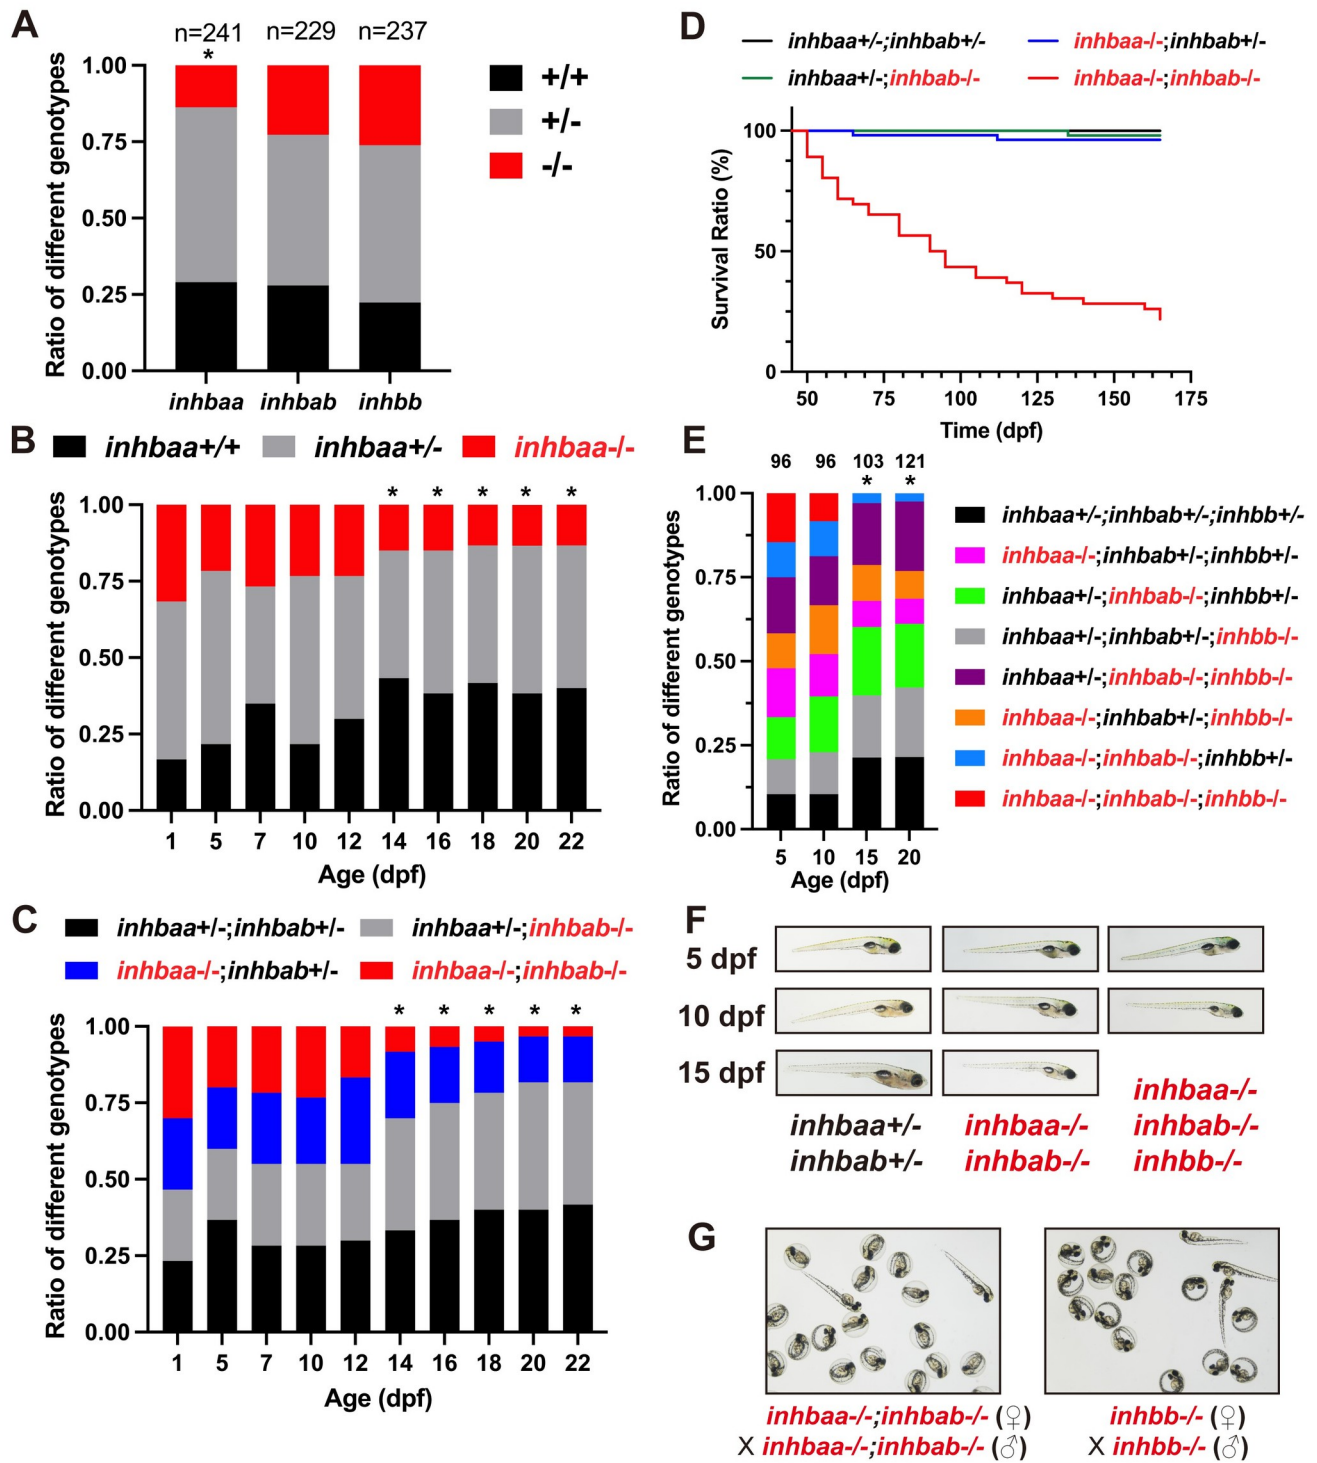 A
n=241 n=229 n=237
*
Ratio of different genotypes
1.00
0.75
0.50
0.25
0.00
inhbaa inhbab inhbb
+/+
+/-
-/-
B
inhbaa+/+ inhbaa+/- inhbaa-/-
* * * * *
Ratio of different genotypes
1.00
0.75
0.50
0.25
0.00
1 5 7 10 12 14 16 18 20 22
Age (dpf)
C
inhbaa+/-;inhbab+/- inhbaa+/-;inhbab-/-
inhbaa-/-;inhbab+/- inhbaa-/-;inhbab-/-
* * * * *
Ratio of different genotypes
1.00
0.75
0.50
0.25
0.00
1 5 7 10 12 14 16 18 20 22
Age (dpf)
D
inhbaa+/-;inhbab+/- inhbaa-/-;inhbab+/-
inhbaa+/-;inhbab-/- inhbaa-/-;inhbab-/-
Survival Ratio (%)
100
50
0
50 75 100 125 150 175
Time (dpf)
E
96 96 103 121
* *
Ratio of different genotypes
1.00
0.75
0.50
0.25
0.00
5 10 15 20
Age (dpf)
inhbaa+/-;inhbab+/-;inhbb+/-
inhbaa-/-;inhbab+/-;inhbb+/-
inhbaa+/-;inhbab-/-;inhbb+/-
inhbaa+/-;inhbab+/-;inhbb-/-
inhbaa+/-;inhbab-/-;inhbb-/-
inhbaa-/-;inhbab+/-;inhbb-/-
inhbaa-/-;inhbab-/-;inhbb+/-
inhbaa-/-;inhbab-/-;inhbb-/-
F
5 dpf
10 dpf
15 dpf
inhbaa+/-
inhbab+/-
inhbaa-/-
inhbab-/-
inhbaa-/-
inhbab-/-
inhbb-/-
G
inhbaa-/-;inhbab-/- (♀)
X inhbaa-/-;inhbab-/- (♂)
inhbb-/- (♀)
X inhbb-/- (♂)